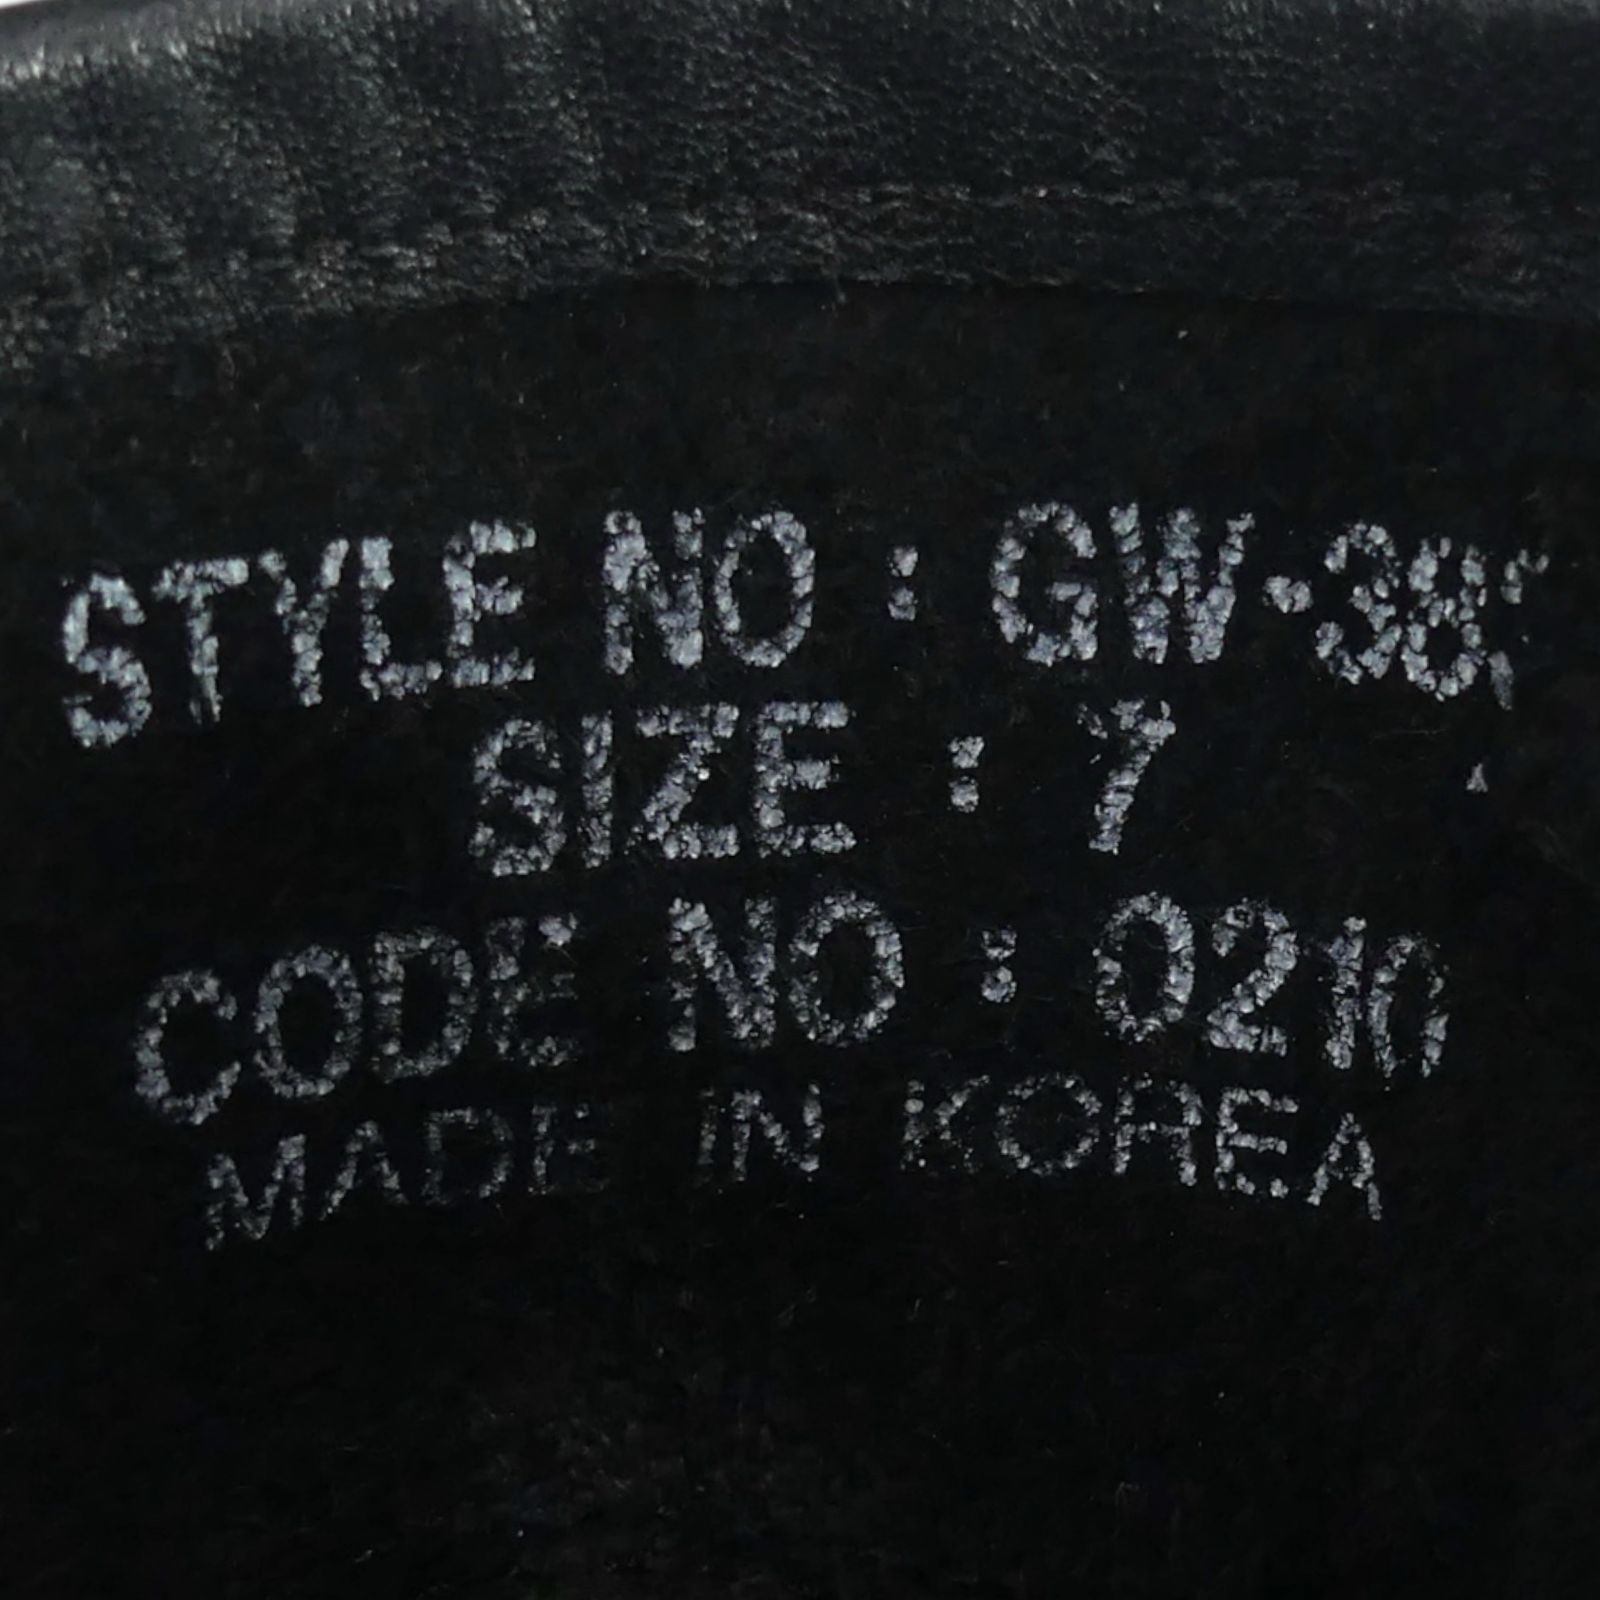 STYLE NO : GW-38
SIZE : 7
CODE NO : 0210
MADE IN KOREA